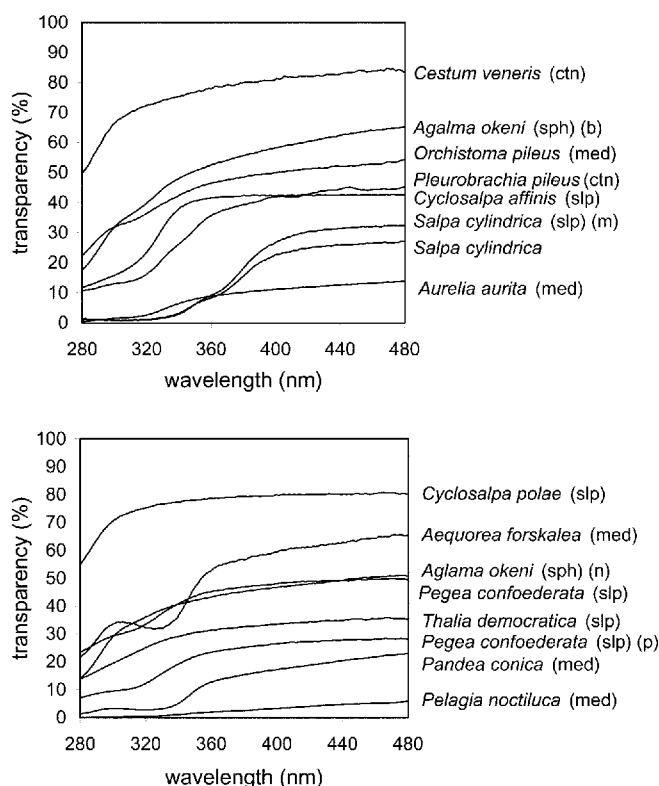 100
90
80
70
60
50
40
30
20
10
0
transparency (%)
280 320 360 400 440 480
wavelength (nm)
Cestum veneris (ctn)
Agalma okeni (sph) (b)
Orchistoma pileus (med)
Pleurobrachia pileus (ctn)
Cyclosalpa affinis (slp)
Salpa cylindrica (slp) (m)
Salpa cylindrica
Aurelia aurita (med)
100
90
80
70
60
50
40
30
20
10
0
transparency (%)
280 320 360 400 440 480
wavelength (nm)
Cyclosalpa polae (slp)
Aequorea forskalea (med)
Aglama okeni (sph) (n)
Pegea confoederata (slp)
Thalia democratica (slp)
Pegea confoederata (slp) (p)
Pandea conica (med)
Pelagia noctiluca (med)